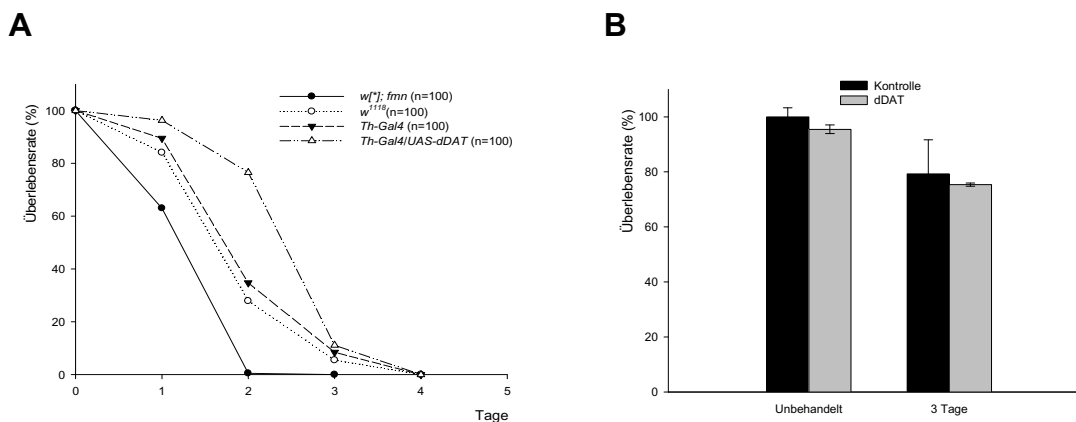 A
Überlebensrate (%)
100
80
60
40
20
0
0 1 2 3 4 5
Tage
w[*]; fmn (n=100)
w1118(n=100)
Th-Gal4 (n=100)
Th-Gal4/UAS-dDAT (n=100)
B
Überlebensrate (%)
100
80
60
40
20
0
Kontrolle
dDAT
Unbehandelt 3 Tage